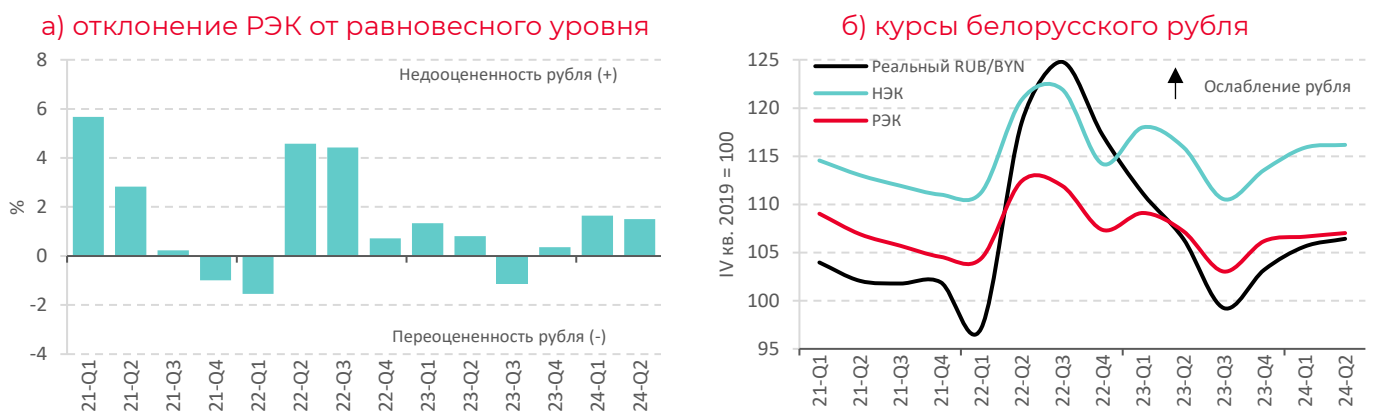 а) отклонение РЭК от равновесного уровня
8
6
4
2
0
-2
-4
%
Недооцененность рубля (+)
Переоцененность рубля (-)
21-Q1
21-Q2
21-Q3
21-Q4
22-Q1
22-Q2
22-Q3
22-Q4
23-Q1
23-Q2
23-Q3
23-Q4
24-Q1
24-Q2
б) курсы белорусского рубля
125
120
115
110
105
100
95
IV кв. 2019 = 100
Реальный RUB/BYN
НЭК
РЭК
Ослабление рубля
21-Q1
21-Q2
21-Q3
21-Q4
22-Q1
22-Q2
22-Q3
22-Q4
23-Q1
23-Q2
23-Q3
23-Q4
24-Q1
24-Q2